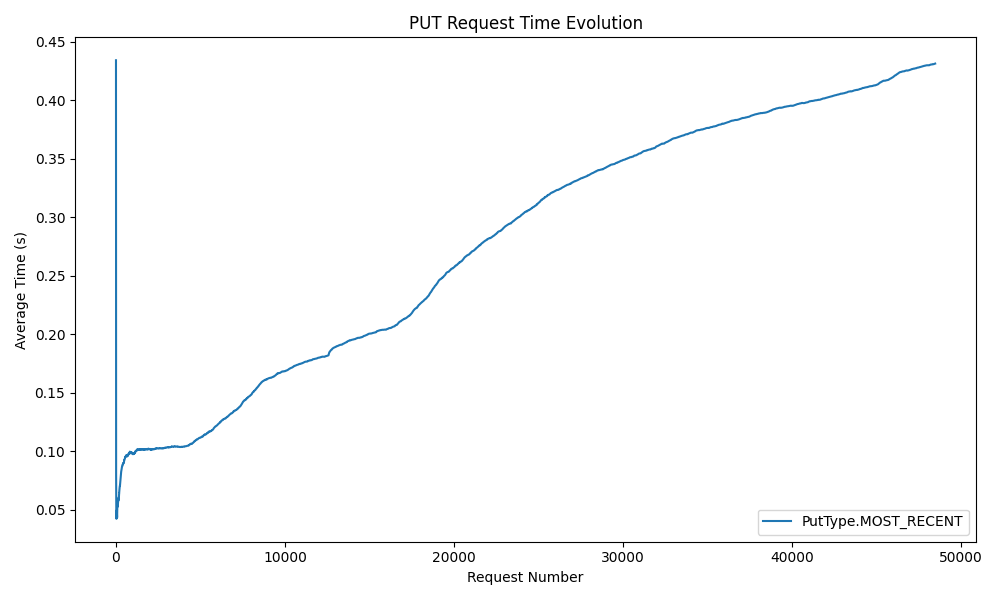 PUT Request Time Evolution
Average Time (s)
0.45
0.40
0.35
0.30
0.25
0.20
0.15
0.10
0.05
PutType.MOST_RECENT
0 10000 20000 30000 40000 50000
Request Number